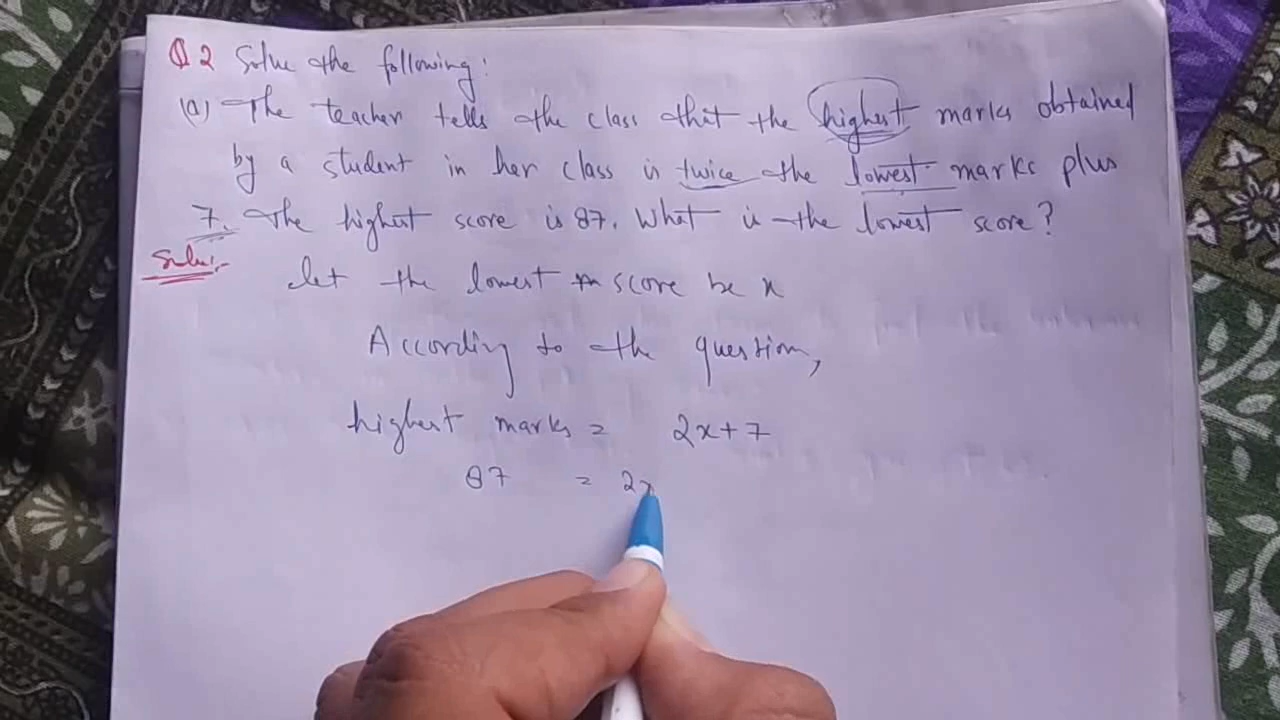 Q2 Solve the following:
(a) The teacher tells the class that the highest marks obtained
by a student in her class is twice the lowest marks plus
7. The highest score is 87. What is the lowest score?
Soln:-
let the lowest score be x
According to the question,
highest marks = 2x+7
87 = 2x